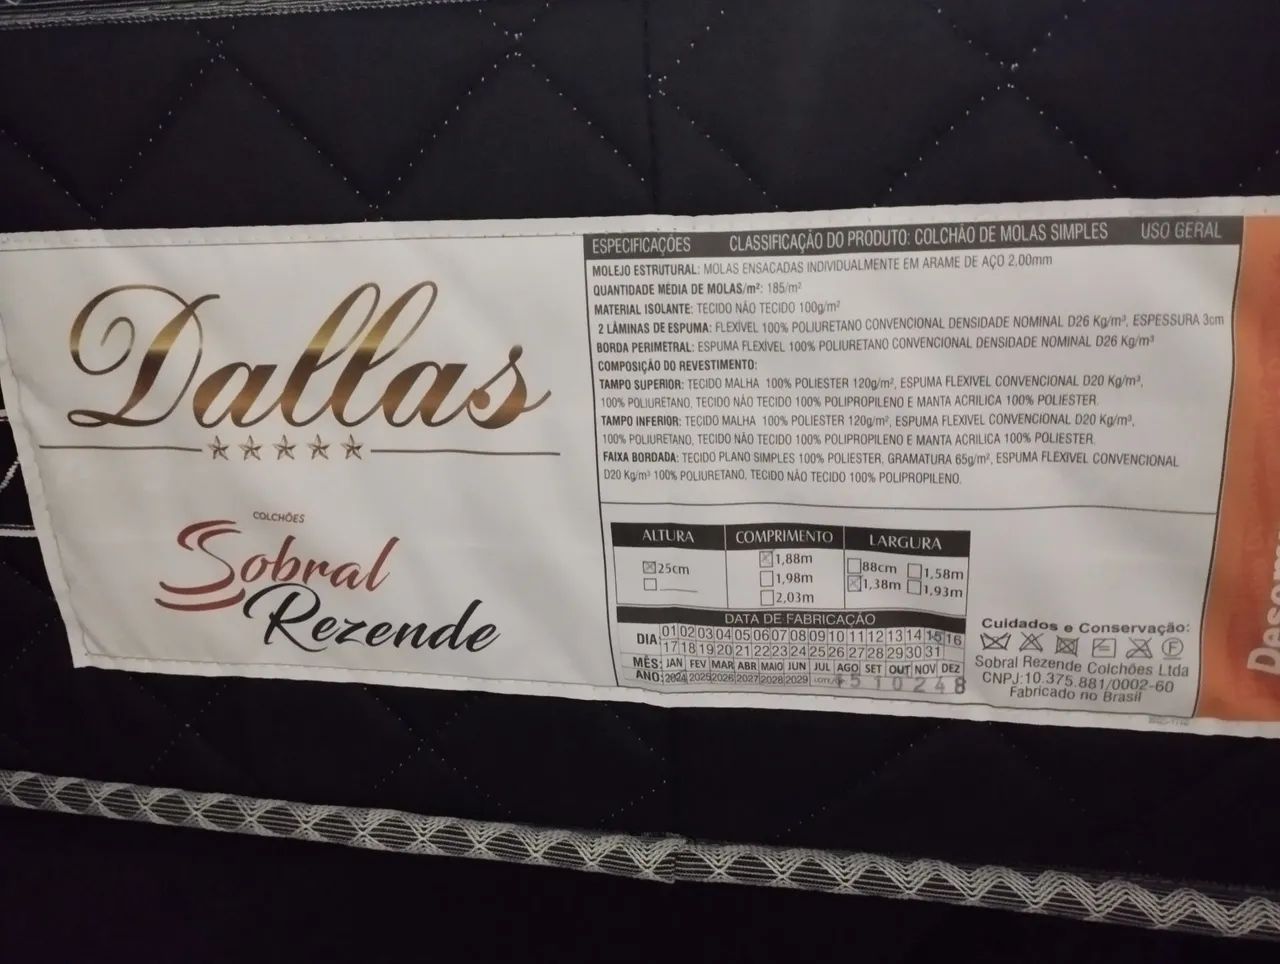 Dallas
COLCHÕES
Sobral
Rezende
ESPECIFICAÇÕES CLASSIFICAÇÃO DO PRODUTO: COLCHÃO DE MOLAS SIMPLES USO GERAL
MOLEJO ESTRUTURAL: MOLAS ENSACADAS INDIVIDUALMENTE EM ARAME DE AÇO 2,00mm
QUANTIDADE MÉDIA DE MOLAS/m²: 185/m²
MATERIAL ISOLANTE: TECIDO NÃO TECIDO 100g/m²
2 LÂMINAS DE ESPUMA: FLEXÍVEL 100% POLIURETANO CONVENCIONAL DENSIDADE NOMINAL D26 Kg/m³, ESPESSURA 3cm
BORDA PERIMETRAL: ESPUMA FLEXÍVEL 100% POLIURETANO CONVENCIONAL DENSIDADE NOMINAL D26 Kg/m³
COMPOSIÇÃO DO REVESTIMENTO:
TAMPO SUPERIOR: TECIDO MALHA 100% POLIESTER 120g/m², ESPUMA FLEXIVEL CONVENCIONAL D20 Kg/m³,
100% POLIURETANO, TECIDO NÃO TECIDO 100% POLIPROPILENO E MANTA ACRILICA 100% POLIESTER.
TAMPO INFERIOR: TECIDO MALHA 100% POLIESTER 120g/m², ESPUMA FLEXIVEL CONVENCIONAL D20 Kg/m³,
100% POLIURETANO, TECIDO NÃO TECIDO 100% POLIPROPILENO E MANTA ACRILICA 100% POLIESTER.
FAIXA BORDADA: TECIDO PLANO SIMPLES 100% POLIESTER, GRAMATURA 65g/m², ESPUMA FLEXIVEL CONVENCIONAL
D20 Kg/m³ 100% POLIURETANO, TECIDO NÃO TECIDO 100% POLIPROPILENO.
ALTURA COMPRIMENTO LARGURA
25cm
1,88m
1,98m
2,03m
88cm 1,58m
1,38m 1,93m
DATA DE FABRICAÇÃO
DIA: 01 02 03 04 05 06 07 08 09 10 11 12 13 14 15 16
17 18 19 20 21 22 23 24 25 26 27 28 29 30 31
MÊS: JAN FEV MAR ABR MAIO JUN JUL AGO SET OUT NOV DEZ
ANO: 2024 2025 2026 2027 2028 2029 510248
Cuidados e Conservação:
Sobral Rezende Colchões Ltda
CNPJ: 10.375.881/0002-60
Fabricado no Brasil